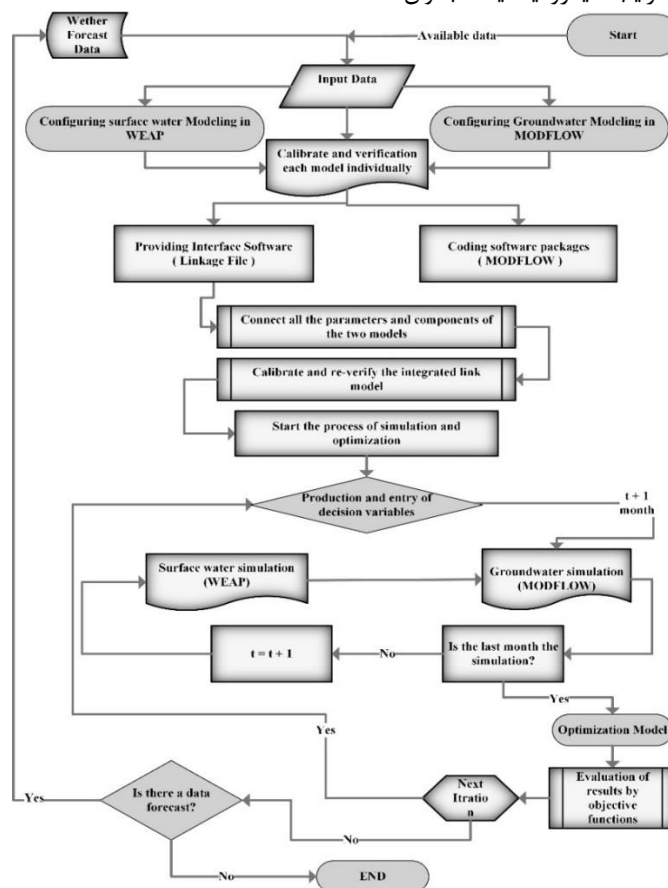 Wether
Forcast
Data
Available data
Start
Input Data
Configuring surface water Modeling in
WEAP
Configuring Groundwater Modeling in
MODFLOW
Calibrate and verification
each model individually
Providing Interface Software
( Linkage File )
Coding software packages
( MODFLOW )
Connect all the parameters and components of
the two models
Calibrate and re-verify the integrated link
model
Start the process of simulation and
optimization
Production and entry of
decision variables
t + 1
month
Surface water simulation
(WEAP)
Groundwater simulation
(MODFLOW)
t = t + 1
No
Is the last month the
simulation?
Yes
Optimization Model
Yes
Evaluation of
results by
objective
functions
Next
Itratio
n
Is there a data
forecast?
Yes
No
No
END